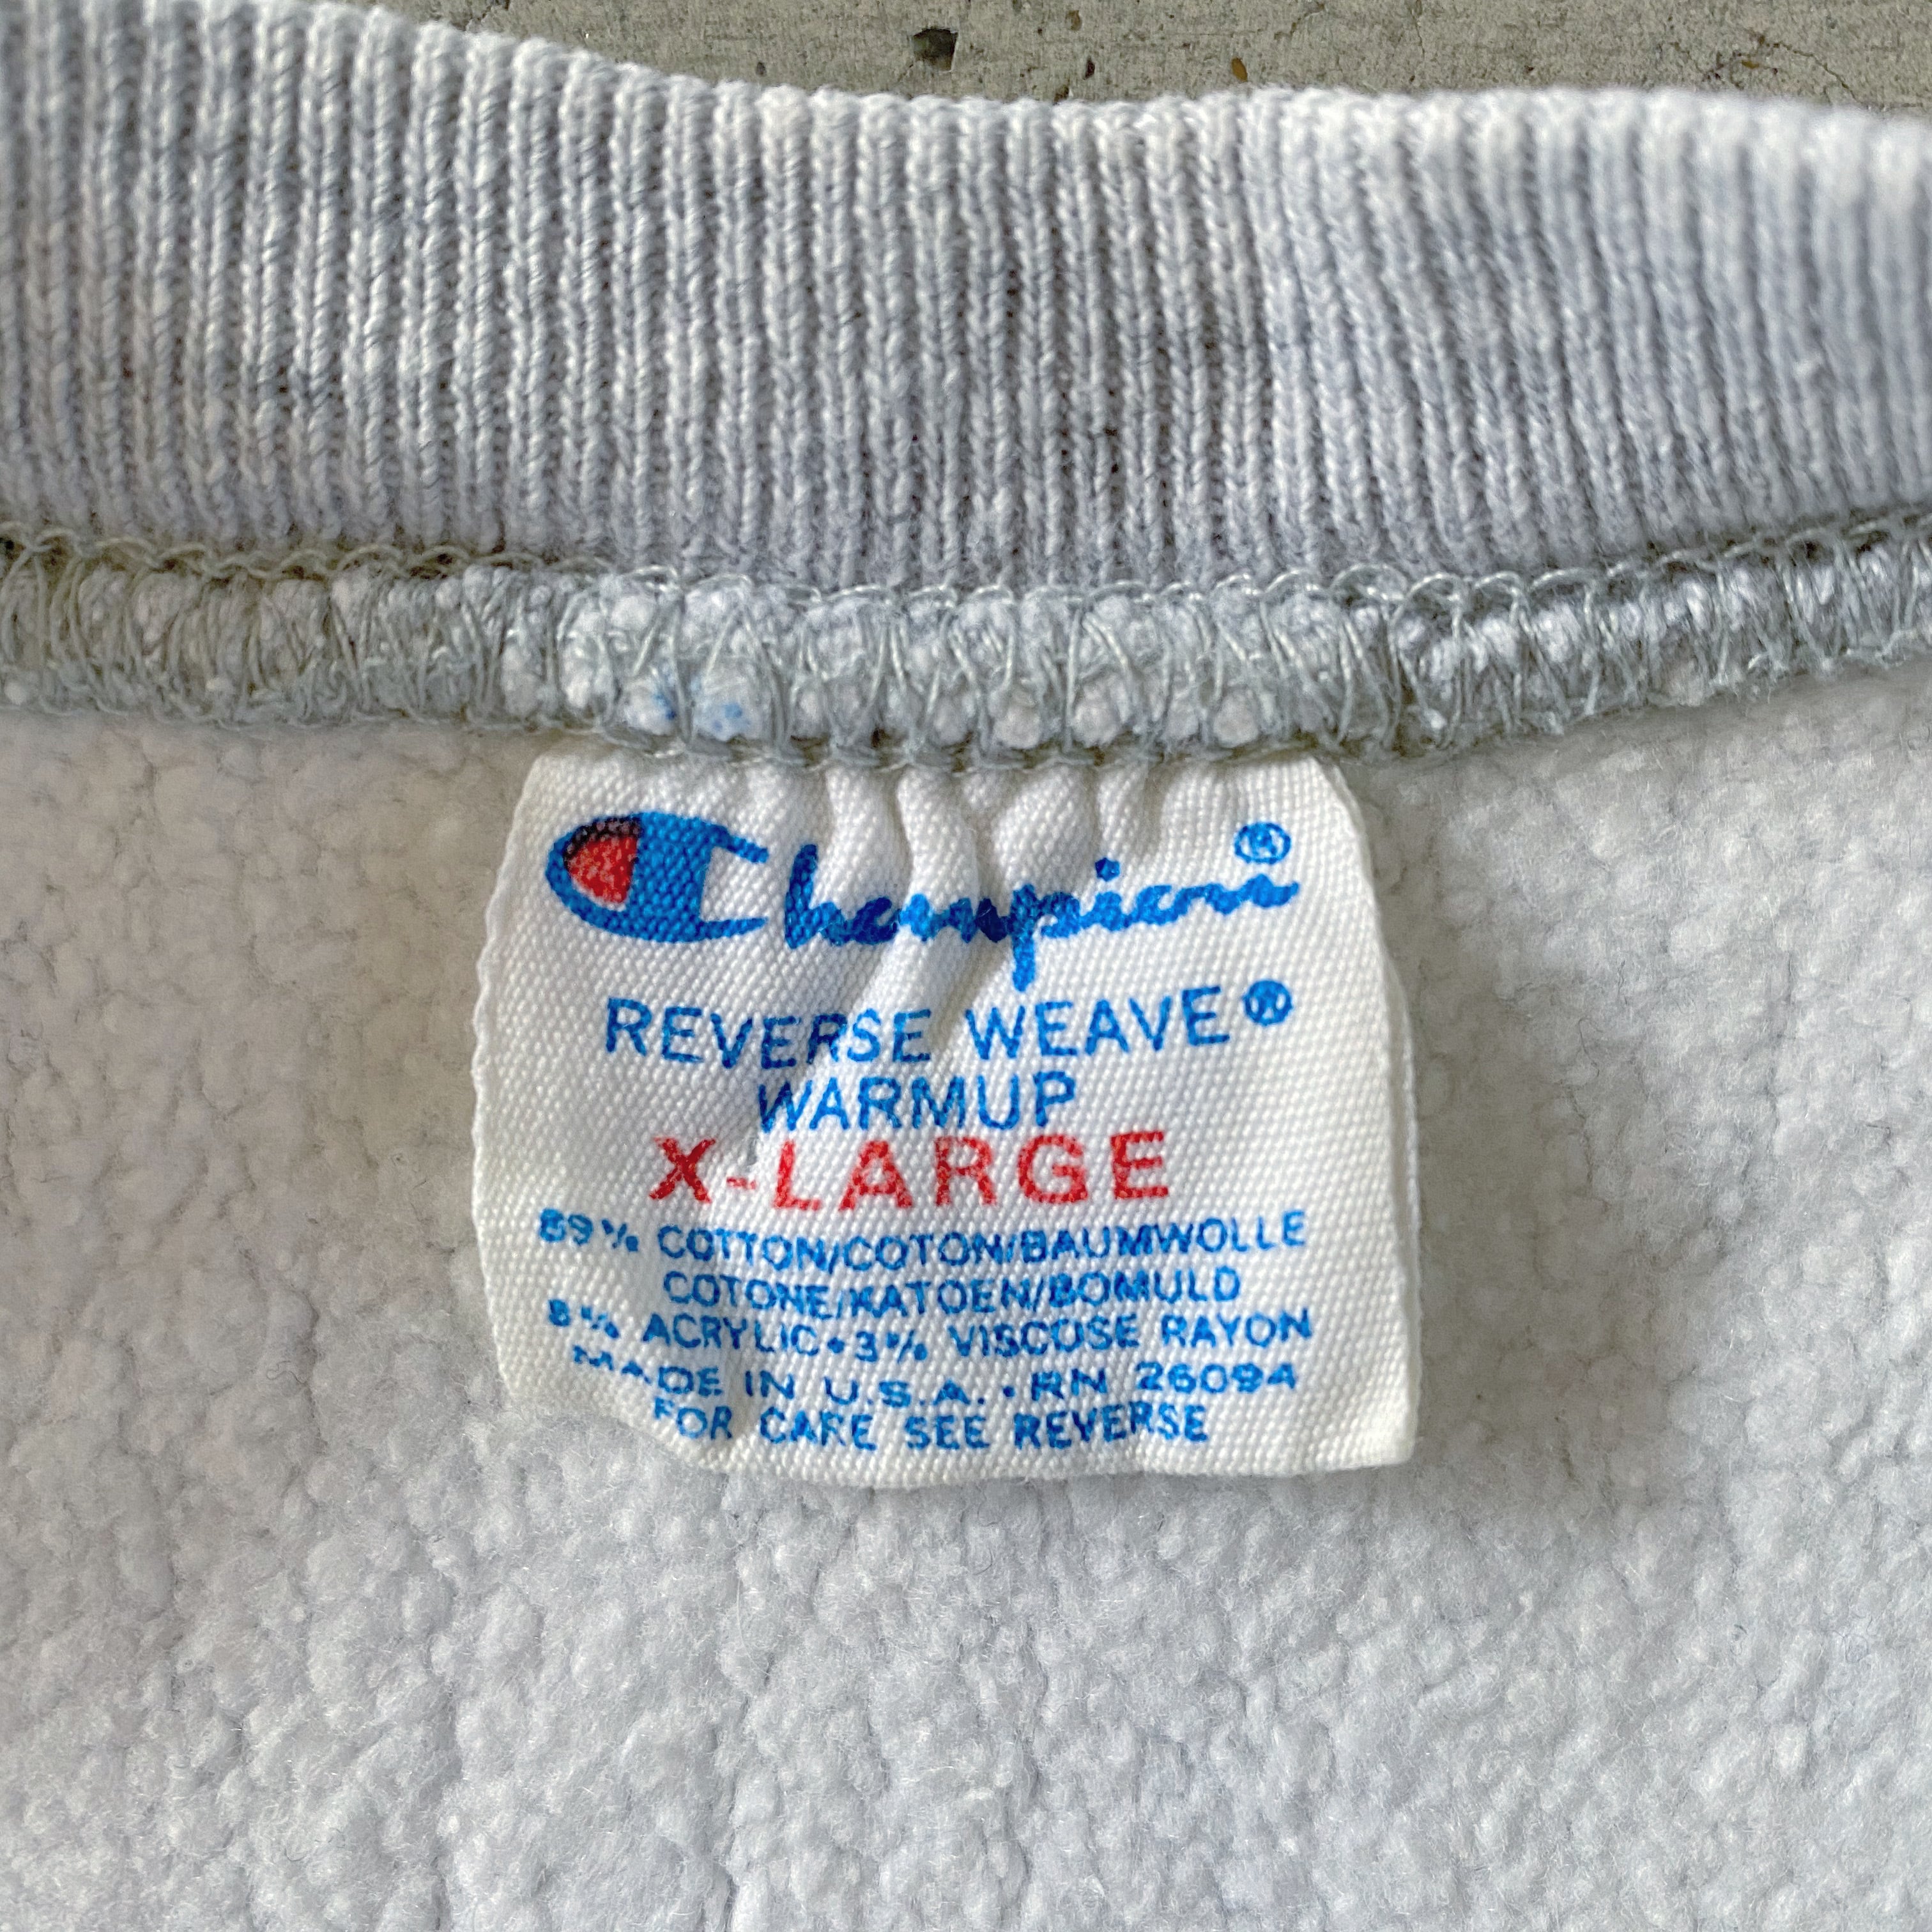 Champion®
REVERSE WEAVE®
WARMUP
X-LARGE
89% COTTON/COTON/BAUMWOLLE
COTONE/KATOEN/BOMULD
8% ACRYLIC•3% VISCOSE RAYON
MADE IN U.S.A.•RN 26094
FOR CARE SEE REVERSE